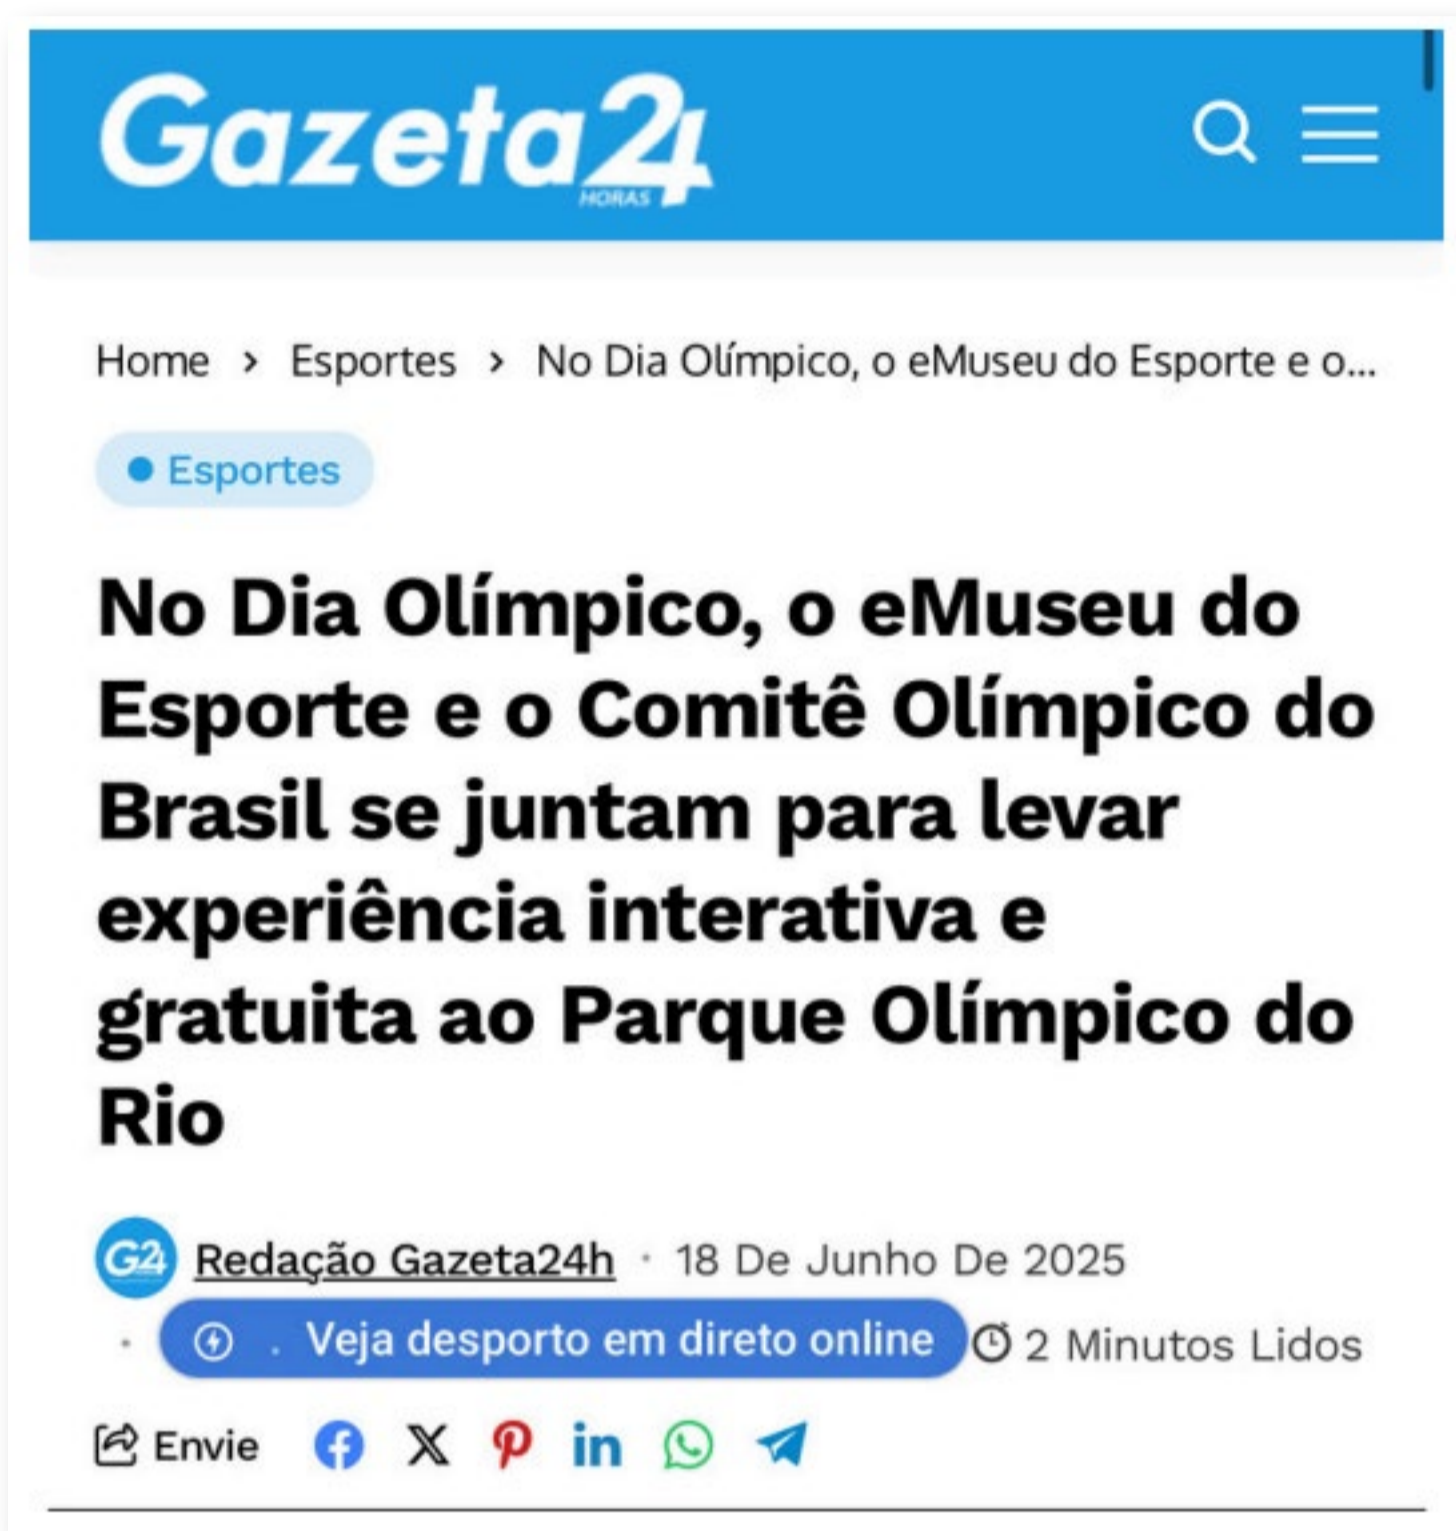 Gazeta24
HORAS
Home > Esportes > No Dia Olímpico, o eMuseu do Esporte e o...
Esportes
No Dia Olímpico, o eMuseu do
Esporte e o Comitê Olímpico do
Brasil se juntam para levar
experiência interativa e
gratuita ao Parque Olímpico do
Rio
G24 Redação Gazeta24h · 18 De Junho De 2025
· . Veja desporto em direto online 2 Minutos Lidos
Envie